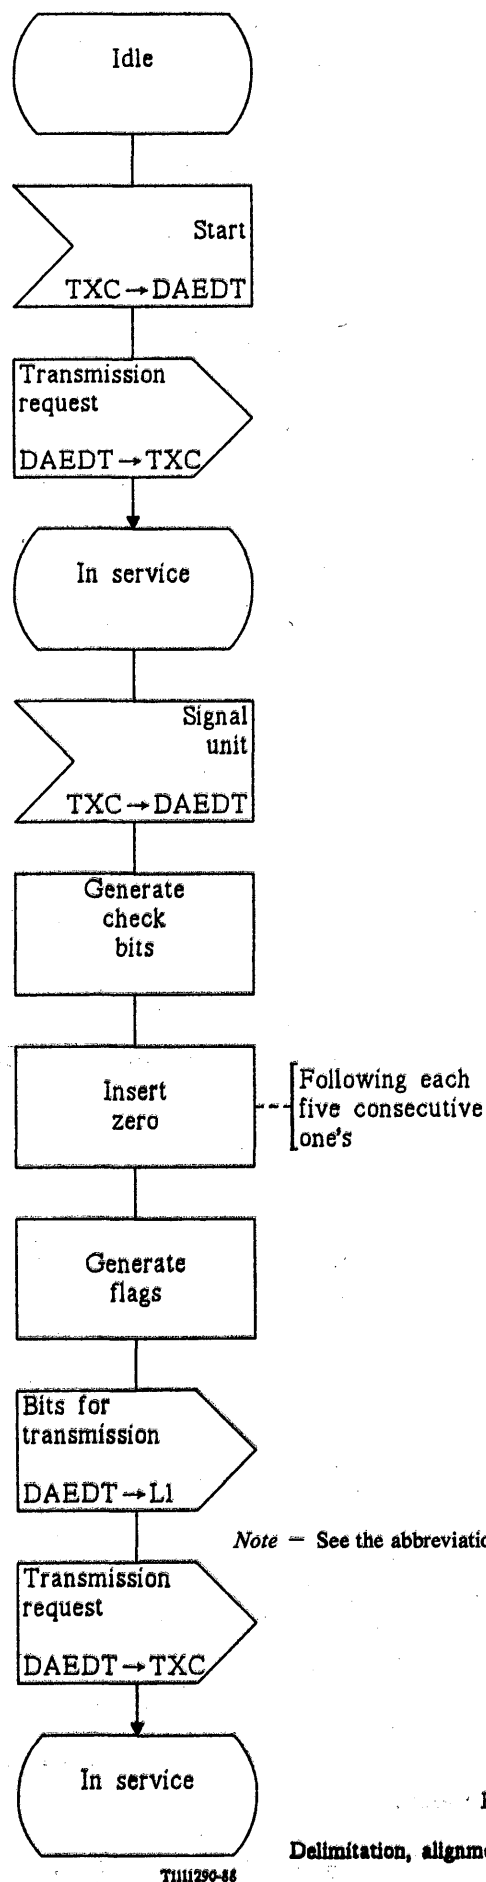 Idle
Start
TXC→DAEDT
Transmission
request
DAEDT→TXC
In service
Signal
unit
TXC→DAEDT
Generate
check
bits
Insert
zero
Following each
five consecutive
one's
Generate
flags
Bits for
transmission
DAEDT→L1
Note — See the
Transmission
request
DAEDT→TXC
In service
Delimitation,
T1111290-88